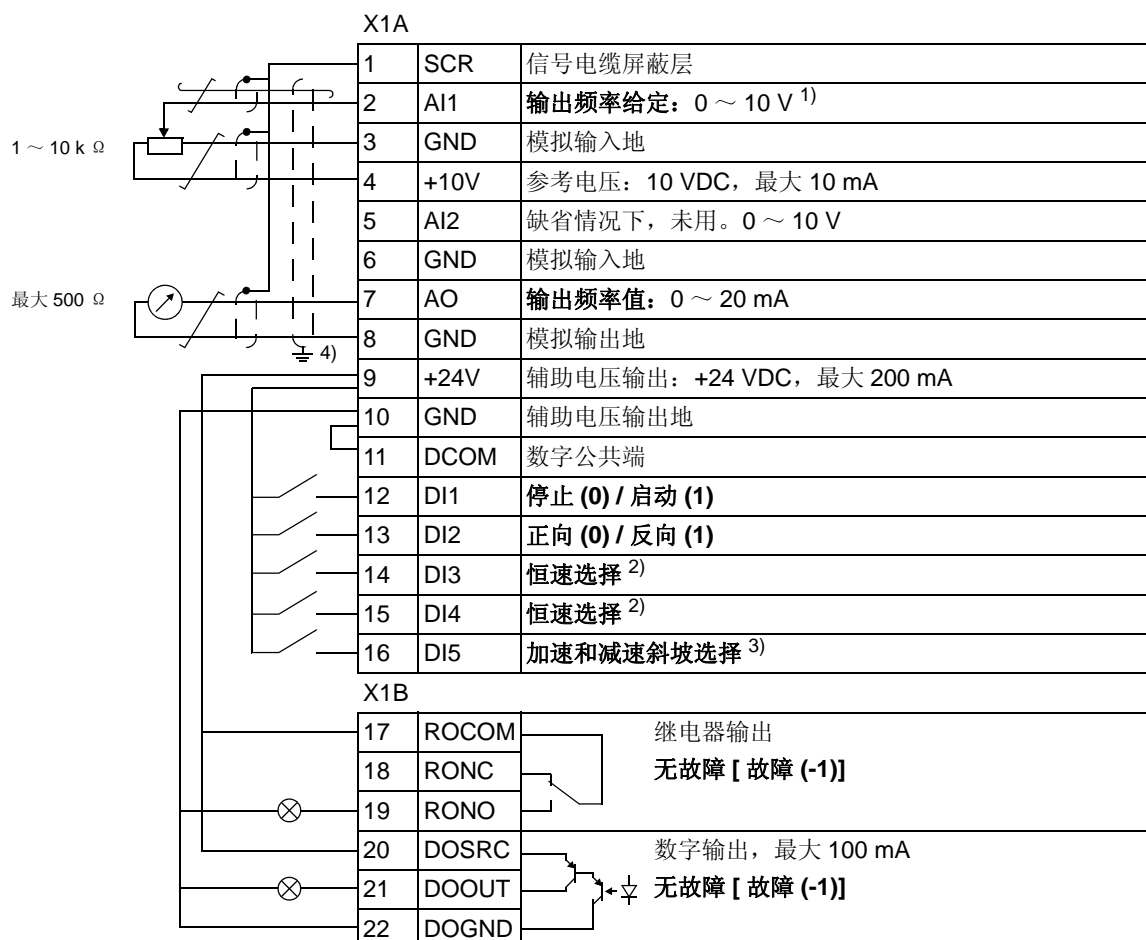 X1A
1 SCR 信号电缆屏蔽层
2 AI1 输出频率给定：0 ～ 10 V 1)
1 ～ 10 k Ω
3 GND 模拟输入地
4 +10V 参考电压：10 VDC，最大 10 mA
5 AI2 缺省情况下，未用。0 ～ 10 V
6 GND 模拟输入地
最大 500 Ω
7 AO 输出频率值：0 ～ 20 mA
8 GND 模拟输出地
4)
9 +24V 辅助电压输出：+24 VDC，最大 200 mA
10 GND 辅助电压输出地
11 DCOM 数字公共端
12 DI1 停止 (0) / 启动 (1)
13 DI2 正向 (0) / 反向 (1)
14 DI3 恒速选择 2)
15 DI4 恒速选择 2)
16 DI5 加速和减速斜坡选择 3)
X1B
17 ROCOM 继电器输出
18 RONC 无故障 [ 故障 (-1)]
19 RONO
20 DOSRC 数字输出，最大 100 mA
21 DOOUT 无故障 [ 故障 (-1)]
22 DOGND